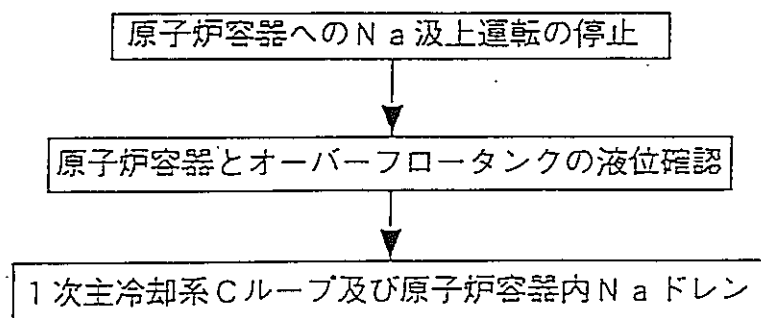 原子炉容器へのNa汲上運転の停止
原子炉容器とオーバーフロータンクの液位確認
1次主冷却系Cループ及び原子炉容器内Naドレン